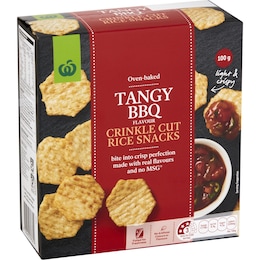 Oven-baked
TANGY
BBQ
FLAVOUR
CRINKLE CUT
RICE SNACKS
bite into crisp perfection
made with real flavours
and no MSG*
100 g
light &
crispy